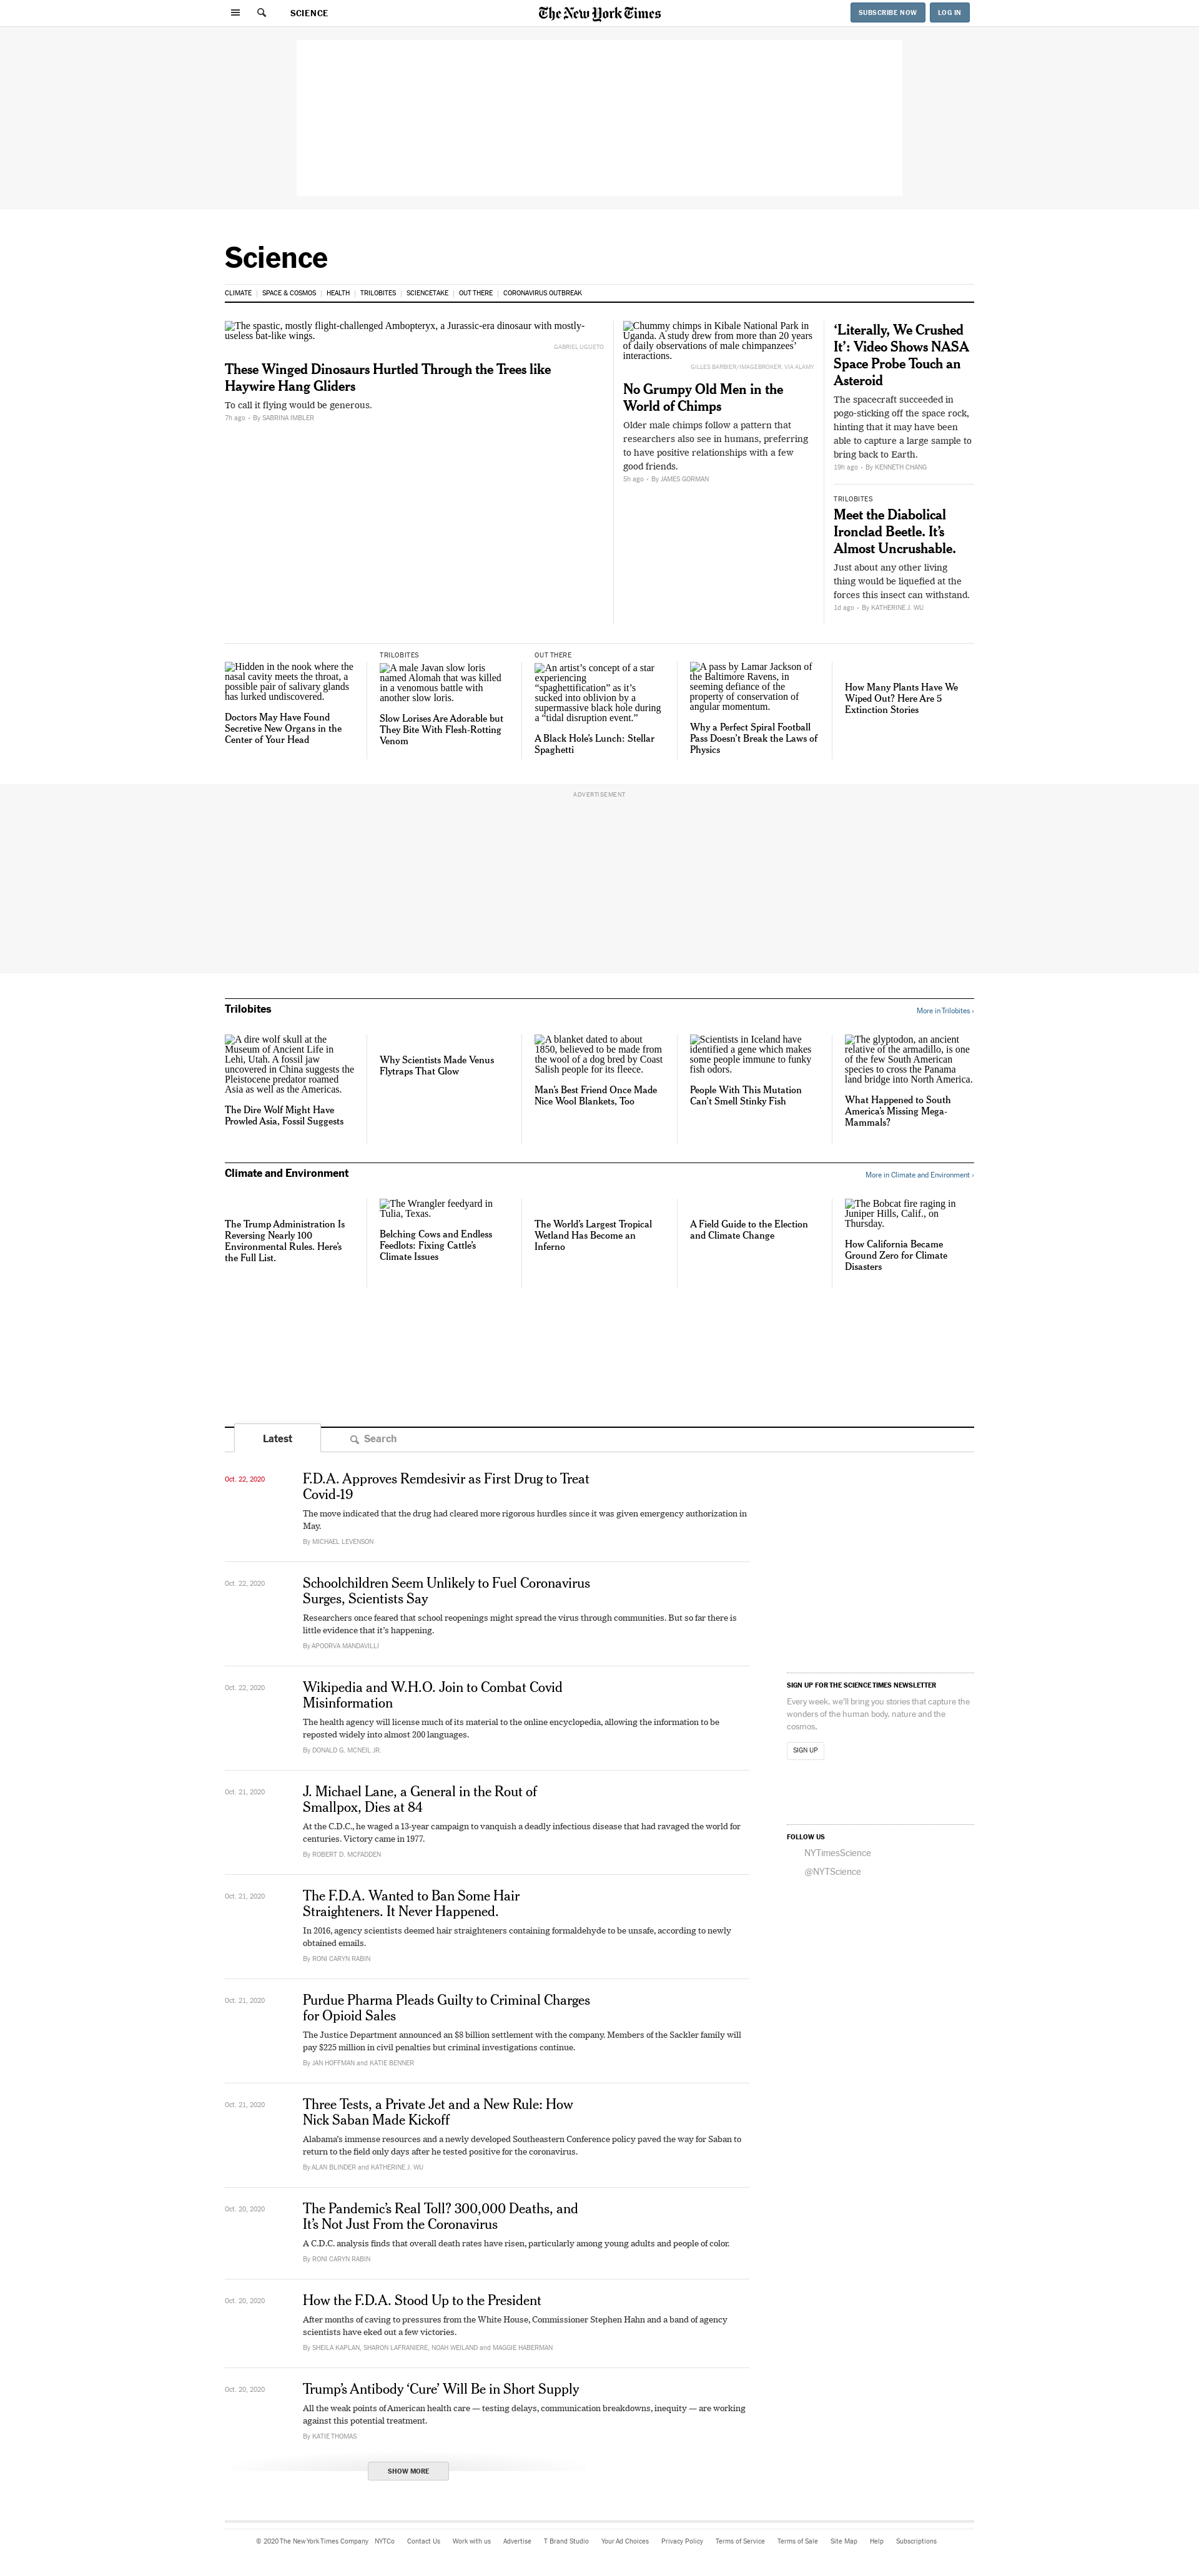 SCIENCE
The New York Times
SUBSCRIBE NOW
LOG IN
Science
CLIMATE | SPACE & COSMOS | HEALTH | TRILOBITES | SCIENCETAKE | OUT THERE | CORONAVIRUS OUTBREAK
The spastic, mostly flight-challenged Ambopteryx, a Jurassic-era dinosaur with mostly-
useless bat-like wings.
GABRIEL UGUETO
These Winged Dinosaurs Hurtled Through the Trees like
Haywire Hang Gliders
To call it flying would be generous.
7h ago • By SABRINA IMBLER
Chummy chimps in Kibale National Park in
Uganda. A study drew from more than 20 years
of daily observations of male chimpanzees’
interactions.
GILLES BARBIER/IMAGEBROKER, VIA ALAMY
No Grumpy Old Men in the
World of Chimps
Older male chimps follow a pattern that
researchers also see in humans, preferring
to have positive relationships with a few
good friends.
5h ago • By JAMES GORMAN
‘Literally, We Crushed
It’: Video Shows NASA
Space Probe Touch an
Asteroid
The spacecraft succeeded in
pogo-sticking off the space rock,
hinting that it may have been
able to capture a large sample to
bring back to Earth.
19h ago • By KENNETH CHANG
TRILOBITES
Meet the Diabolical
Ironclad Beetle. It’s
Almost Uncrushable.
Just about any other living
thing would be liquefied at the
forces this insect can withstand.
1d ago • By KATHERINE J. WU
Hidden in the nook where the
nasal cavity meets the throat, a
possible pair of salivary glands
has lurked undiscovered.
Doctors May Have Found
Secretive New Organs in the
Center of Your Head
TRILOBITES
A male Javan slow loris
named Alomah that was killed
in a venomous battle with
another slow loris.
Slow Lorises Are Adorable but
They Bite With Flesh-Rotting
Venom
OUT THERE
An artist’s concept of a star
experiencing
“spaghettification” as it’s
sucked into oblivion by a
supermassive black hole during
a “tidal disruption event.”
A Black Hole’s Lunch: Stellar
Spaghetti
A pass by Lamar Jackson of
the Baltimore Ravens, in
seeming defiance of the
property of conservation of
angular momentum.
Why a Perfect Spiral Football
Pass Doesn’t Break the Laws of
Physics
How Many Plants Have We
Wiped Out? Here Are 5
Extinction Stories
ADVERTISEMENT
Trilobites
More in Trilobites ›
A dire wolf skull at the
Museum of Ancient Life in
Lehi, Utah. A fossil jaw
uncovered in China suggests the
Pleistocene predator roamed
Asia as well as the Americas.
The Dire Wolf Might Have
Prowled Asia, Fossil Suggests
Why Scientists Made Venus
Flytraps That Glow
A blanket dated to about
1850, believed to be made from
the wool of a dog bred by Coast
Salish people for its fleece.
Man’s Best Friend Once Made
Nice Wool Blankets, Too
Scientists in Iceland have
identified a gene which makes
some people immune to funky
fish odors.
People With This Mutation
Can’t Smell Stinky Fish
The glyptodon, an ancient
relative of the armadillo, is one
of the few South American
species to cross the Panama
land bridge into North America.
What Happened to South
America’s Missing Mega-
Mammals?
Climate and Environment
More in Climate and Environment ›
The Trump Administration Is
Reversing Nearly 100
Environmental Rules. Here’s
the Full List.
The Wrangler feedyard in
Tulia, Texas.
Belching Cows and Endless
Feedlots: Fixing Cattle’s
Climate Issues
The World’s Largest Tropical
Wetland Has Become an
Inferno
A Field Guide to the Election
and Climate Change
The Bobcat fire raging in
Juniper Hills, Calif., on
Thursday.
How California Became
Ground Zero for Climate
Disasters
Latest
Search
Oct. 22, 2020
F.D.A. Approves Remdesivir as First Drug to Treat
Covid-19
The move indicated that the drug had cleared more rigorous hurdles since it was given emergency authorization in
May.
By MICHAEL LEVENSON
Oct. 22, 2020
Schoolchildren Seem Unlikely to Fuel Coronavirus
Surges, Scientists Say
Researchers once feared that school reopenings might spread the virus through communities. But so far there is
little evidence that it’s happening.
By APOORVA MANDAVILLI
Oct. 22, 2020
Wikipedia and W.H.O. Join to Combat Covid
Misinformation
The health agency will license much of its material to the online encyclopedia, allowing the information to be
reposted widely into almost 200 languages.
By DONALD G. MCNEIL JR.
Oct. 21, 2020
J. Michael Lane, a General in the Rout of
Smallpox, Dies at 84
At the C.D.C., he waged a 13-year campaign to vanquish a deadly infectious disease that had ravaged the world for
centuries. Victory came in 1977.
By ROBERT D. MCFADDEN
Oct. 21, 2020
The F.D.A. Wanted to Ban Some Hair
Straighteners. It Never Happened.
In 2016, agency scientists deemed hair straighteners containing formaldehyde to be unsafe, according to newly
obtained emails.
By RONI CARYN RABIN
Oct. 21, 2020
Purdue Pharma Pleads Guilty to Criminal Charges
for Opioid Sales
The Justice Department announced an $8 billion settlement with the company. Members of the Sackler family will
pay $225 million in civil penalties but criminal investigations continue.
By JAN HOFFMAN and KATIE BENNER
Oct. 21, 2020
Three Tests, a Private Jet and a New Rule: How
Nick Saban Made Kickoff
Alabama’s immense resources and a newly developed Southeastern Conference policy paved the way for Saban to
return to the field only days after he tested positive for the coronavirus.
By ALAN BLINDER and KATHERINE J. WU
Oct. 20, 2020
The Pandemic’s Real Toll? 300,000 Deaths, and
It’s Not Just From the Coronavirus
A C.D.C. analysis finds that overall death rates have risen, particularly among young adults and people of color.
By RONI CARYN RABIN
Oct. 20, 2020
How the F.D.A. Stood Up to the President
After months of caving to pressures from the White House, Commissioner Stephen Hahn and a band of agency
scientists have eked out a few victories.
By SHEILA KAPLAN, SHARON LAFRANIERE, NOAH WEILAND and MAGGIE HABERMAN
Oct. 20, 2020
Trump’s Antibody ‘Cure’ Will Be in Short Supply
All the weak points of American health care — testing delays, communication breakdowns, inequity — are working
against this potential treatment.
By KATIE THOMAS
SHOW MORE
SIGN UP FOR THE SCIENCE TIMES NEWSLETTER
Every week, we’ll bring you stories that capture the
wonders of the human body, nature and the
cosmos.
SIGN UP
FOLLOW US
NYTimesScience
@NYTScience
© 2020 The New York Times Company NYTCo Contact Us Work with us Advertise T Brand Studio Your Ad Choices Privacy Policy Terms of Service Terms of Sale Site Map Help Subscriptions